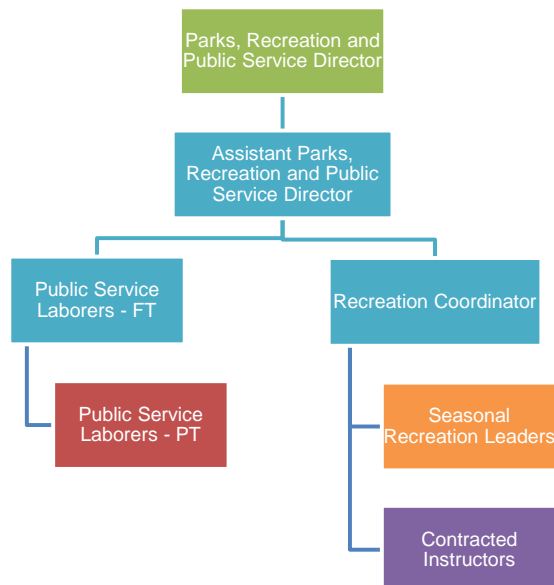 Parks, Recreation and
Public Service Director
Assistant Parks,
Recreation and Public
Service Director
Public Service
Laborers - FT
Recreation Coordinator
Public Service
Laborers - PT
Seasonal
Recreation Leaders
Contracted
Instructors